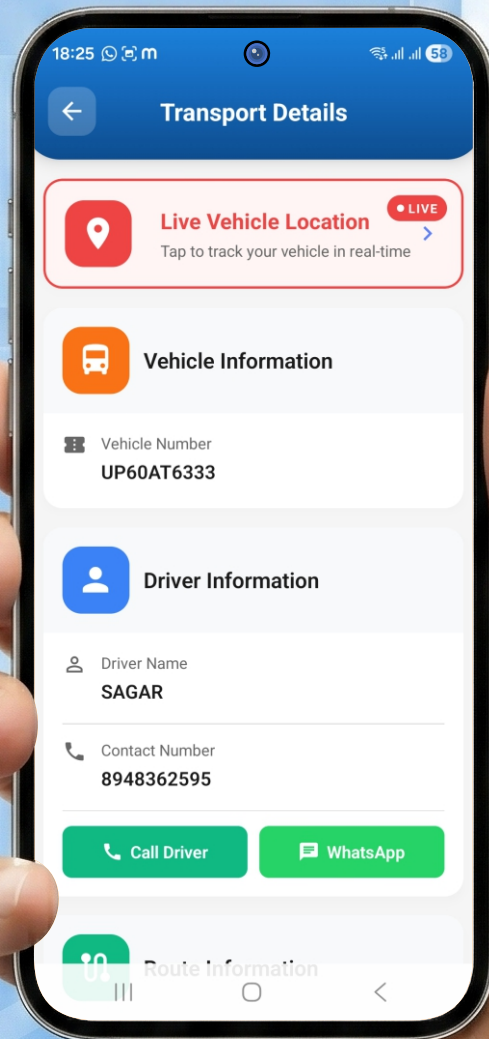 18:25 m 58
Transport Details
LIVE
Live Vehicle Location
Tap to track your vehicle in real-time
Vehicle Information
Vehicle Number
UP60AT6333
Driver Information
Driver Name
SAGAR
Contact Number
8948362595
Call Driver WhatsApp
Route Information